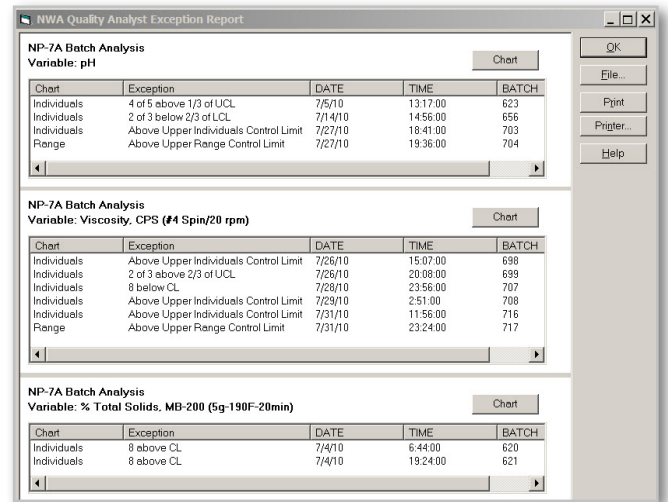 NWA Quality Analyst Exception Report
NP-7A Batch Analysis
Variable: pH
Chart
Chart Exception DATE TIME BATCH
Individuals 4 of 5 above 1/3 of UCL 7/5/10 13:17:00 623
Individuals 2 of 3 below 2/3 of LCL 7/14/10 14:56:00 656
Individuals Above Upper Individuals Control Limit 7/27/10 18:41:00 703
Range Above Upper Range Control Limit 7/27/10 19:36:00 704
NP-7A Batch Analysis
Variable: Viscosity, CPS (#4 Spin/20 rpm)
Chart
Chart Exception DATE TIME BATCH
Individuals Above Upper Individuals Control Limit 7/26/10 15:07:00 698
Individuals 2 of 3 above 2/3 of UCL 7/26/10 20:08:00 699
Individuals 8 below CL 7/28/10 23:56:00 707
Individuals Above Upper Individuals Control Limit 7/29/10 2:51:00 708
Individuals Above Upper Individuals Control Limit 7/31/10 11:56:00 716
Range Above Upper Range Control Limit 7/31/10 23:24:00 717
NP-7A Batch Analysis
Variable: % Total Solids, MB-200 (5g-190F-20min)
Chart
Chart Exception DATE TIME BATCH
Individuals 8 above CL 7/4/10 6:44:00 620
Individuals 8 above CL 7/4/10 19:24:00 621
OK
File...
Print
Printer...
Help